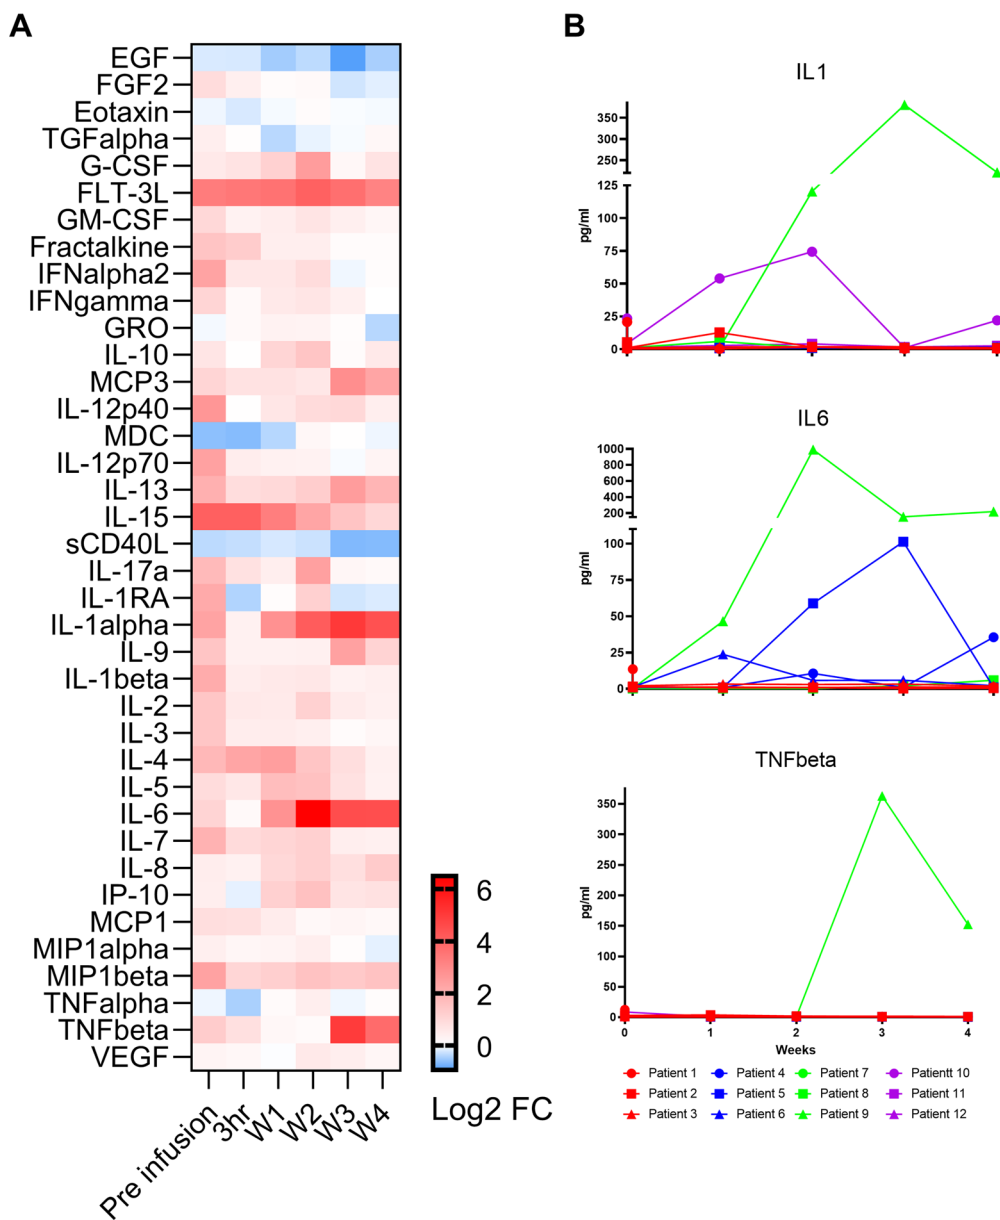 A
EGF
FGF2
Eotaxin
TGFalpha
G-CSF
FLT-3L
GM-CSF
Fractalkine
IFNalpha2
IFNgamma
GRO
IL-10
MCP3
IL-12p40
MDC
IL-12p70
IL-13
IL-15
sCD40L
IL-17a
IL-1RA
IL-1alpha
IL-9
IL-1beta
IL-2
IL-3
IL-4
IL-5
IL-6
IL-7
IL-8
IP-10
MCP1
MIP1alpha
MIP1beta
TNFalpha
TNFbeta
VEGF
Pre infusion
3hr
W1
W2
W3
W4
6
4
2
0
Log2 FC
B
IL1
350
300
250
200
125
100
75
50
25
0
pg/ml
IL6
1000
800
600
400
200
100
75
50
25
0
pg/ml
TNFbeta
350
300
250
200
150
100
50
0
pg/ml
0 1 2 3 4
Weeks
Patient 1 Patient 4 Patient 7 Patientt 10
Patient 2 Patient 5 Patient 8 Patient 11
Patient 3 Patient 6 Patient 9 Patient 12